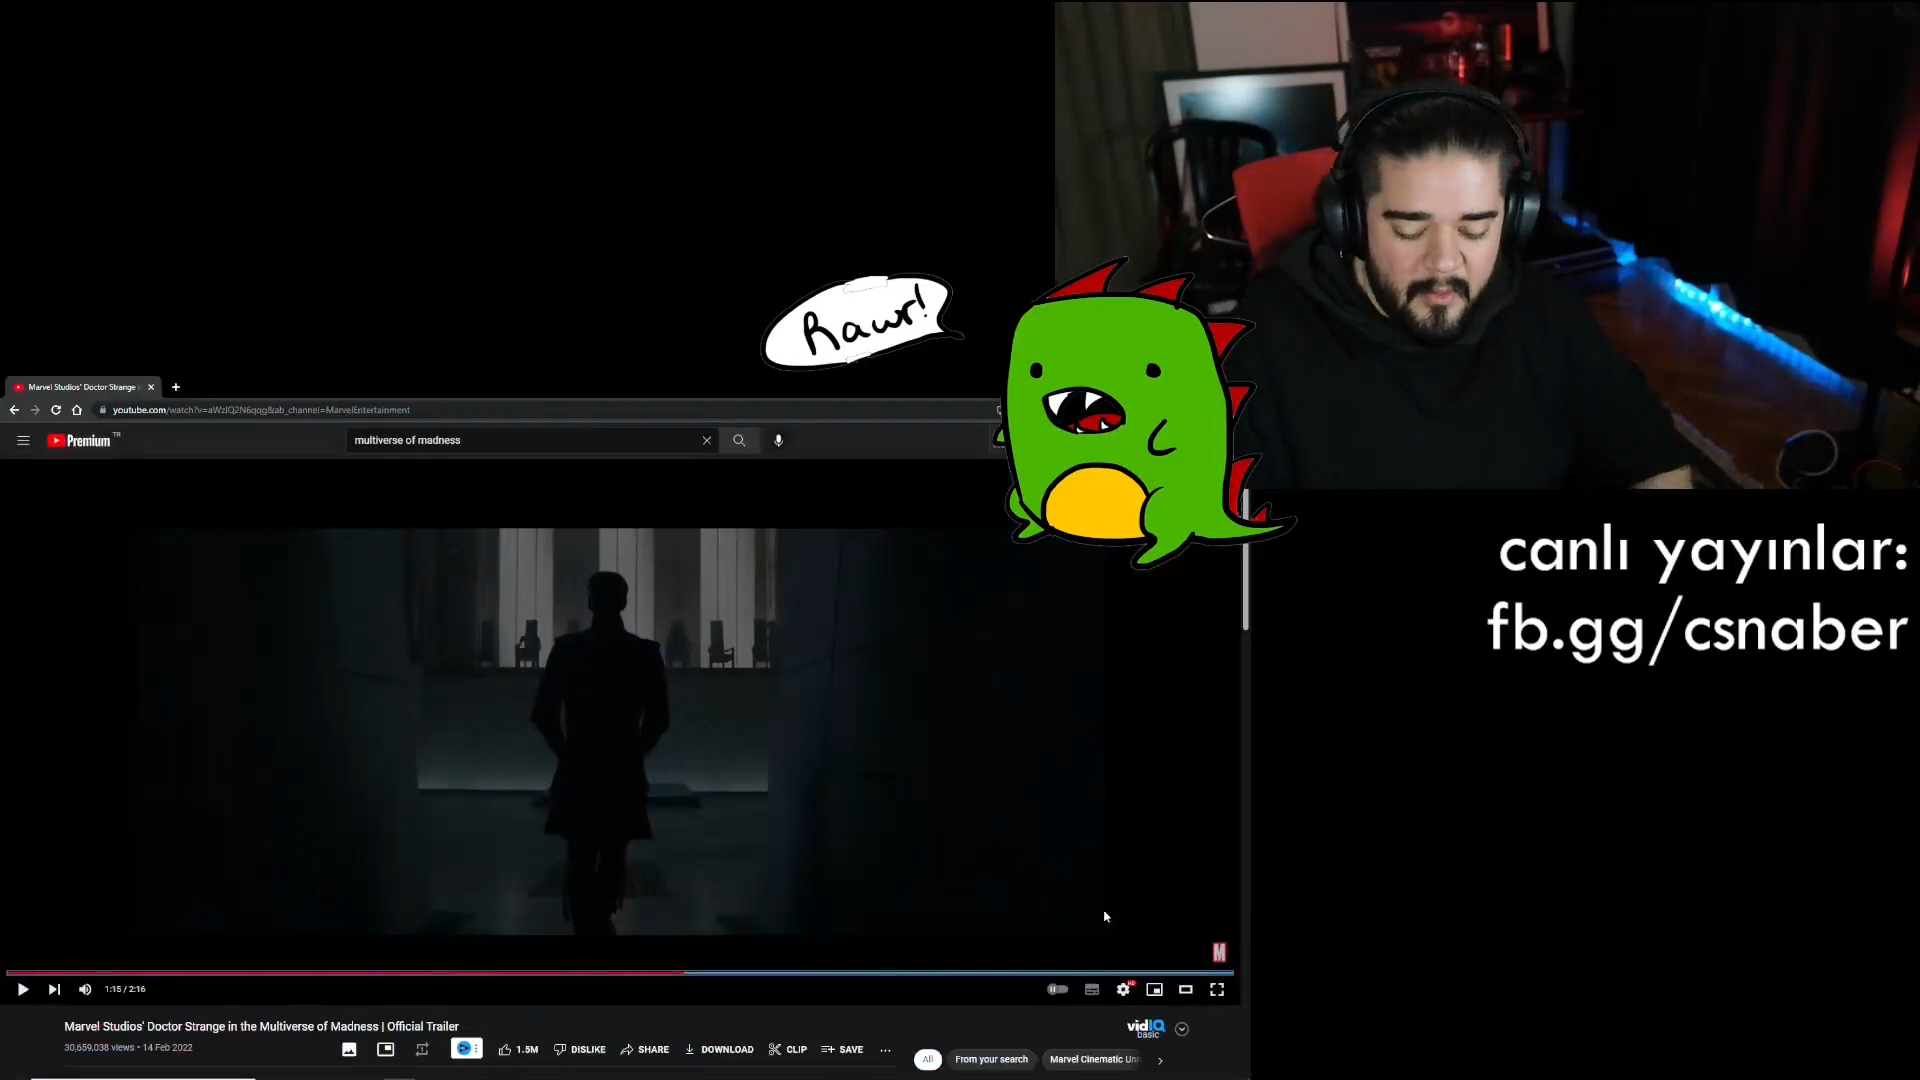 Rawr!
Marvel Studios' Doctor Strange i
youtube.com/watch?v=aWzlQ2N6qqg&ab_channel=MarvelEntertainment
Premium TR
multiverse of madness
canlı yayınlar:
fb.gg/csnaber
M
1:15 / 2:16
HD
Marvel Studios' Doctor Strange in the Multiverse of Madness | Official Trailer
vidIQ
basic
30,659,038 views • 14 Feb 2022
1.5M DISLIKE SHARE DOWNLOAD CLIP SAVE
All From your search Marvel Cinematic Uni